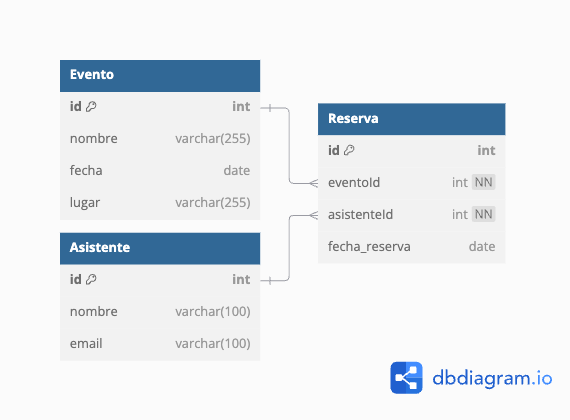 Evento
id int
nombre varchar(255)
fecha date
lugar varchar(255)
Asistente
id int
nombre varchar(100)
email varchar(100)
Reserva
id int
eventoId int NN
asistenteId int NN
fecha_reserva date
dbdiagram.io